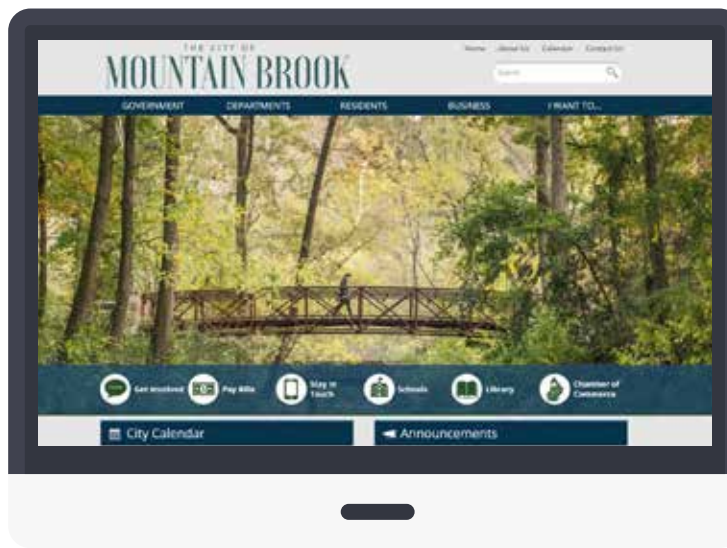 THE CITY OF
MOUNTAIN BROOK
Home About Us Calendar Contact Us
Search
GOVERNMENT DEPARTMENTS RESIDENTS BUSINESS I WANT TO...
Get Involved Pay Bills Stay in Touch Schools Library Chamber of Commerce
City Calendar Announcements